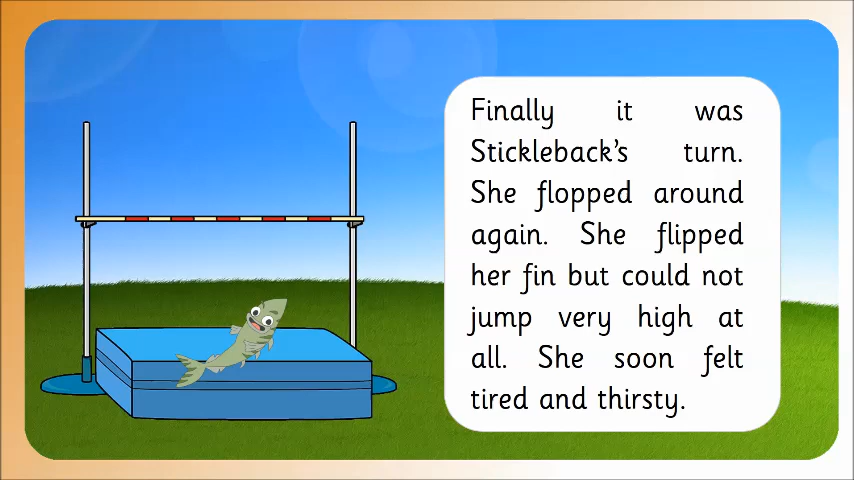 Finally it was
Stickleback’s turn.
She flopped around
again. She flipped
her fin but could not
jump very high at
all. She soon felt
tired and thirsty.